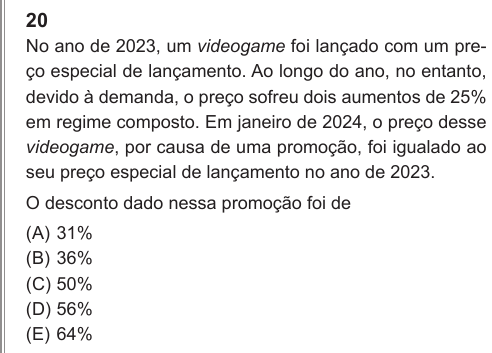 20
No ano de 2023, um videogame foi lançado com um pre-
ço especial de lançamento. Ao longo do ano, no entanto,
devido à demanda, o preço sofreu dois aumentos de 25%
em regime composto. Em janeiro de 2024, o preço desse
videogame, por causa de uma promoção, foi igualado ao
seu preço especial de lançamento no ano de 2023.
O desconto dado nessa promoção foi de
(A) 31%
(B) 36%
(C) 50%
(D) 56%
(E) 64%